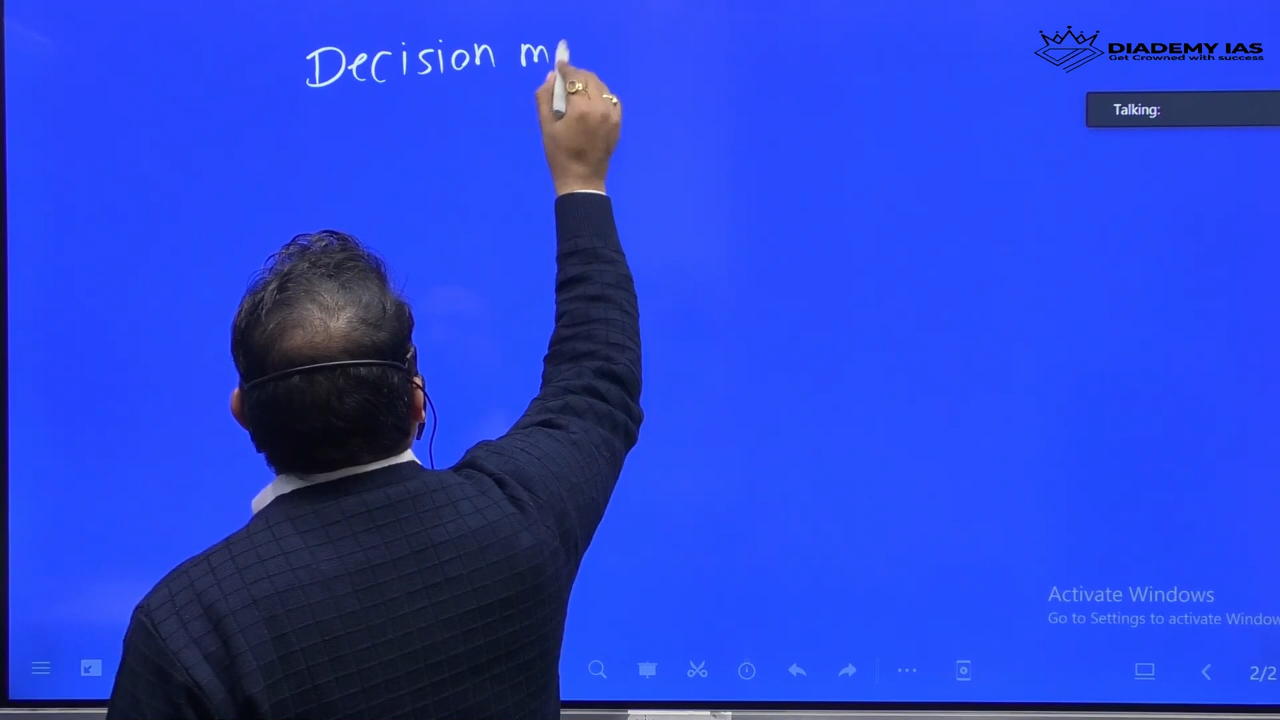 Decision m
DIADEMY IAS
Get Crowned with success
Talking:
Activate Windows
Go to Settings to activate Window
2/2